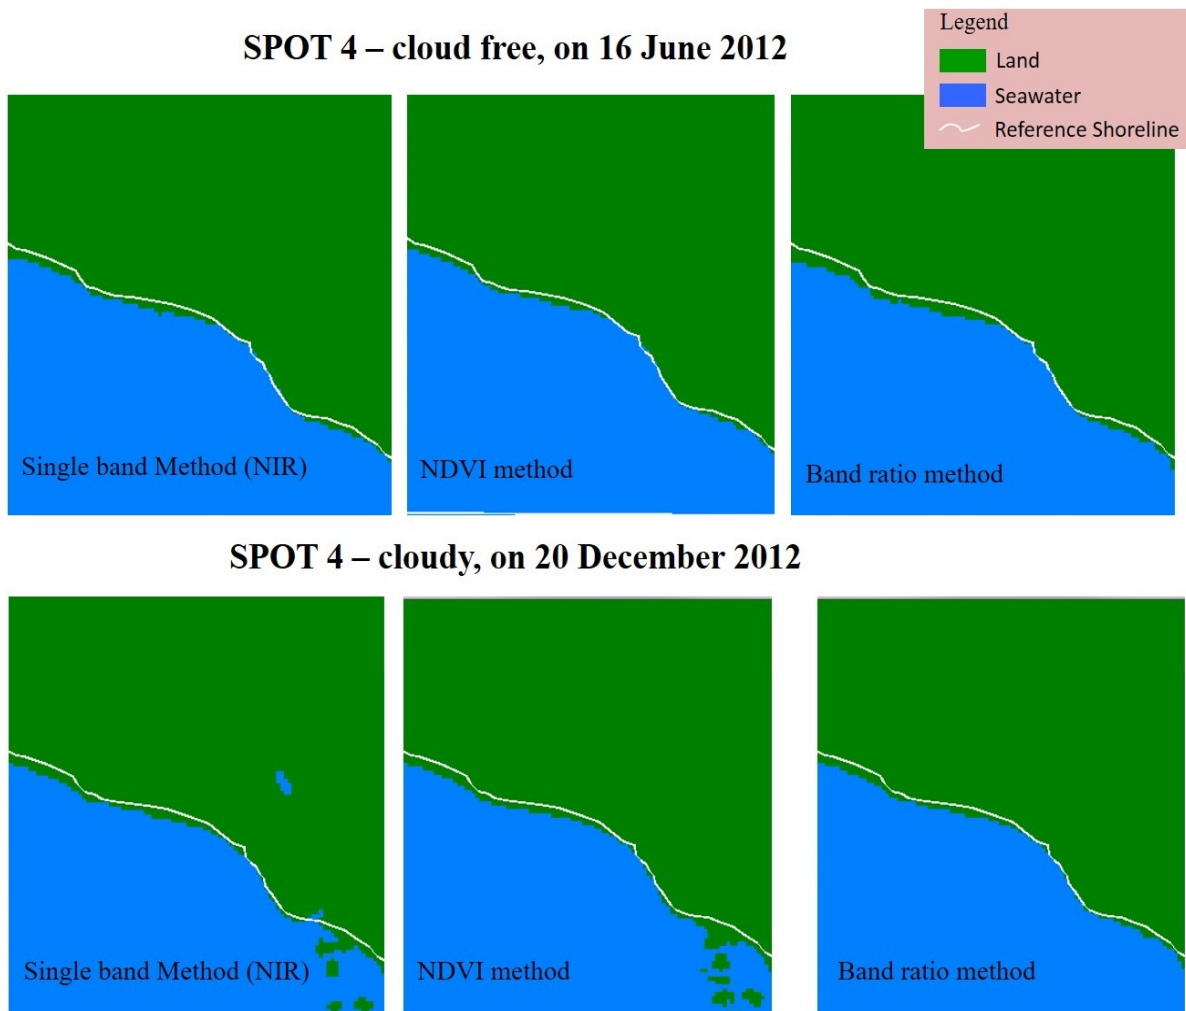 SPOT 4 – cloud free, on 16 June 2012
Legend
Land
Seawater
Reference Shoreline
Single band Method (NIR)
NDVI method
Band ratio method
SPOT 4 – cloudy, on 20 December 2012
Single band Method (NIR)
NDVI method
Band ratio method